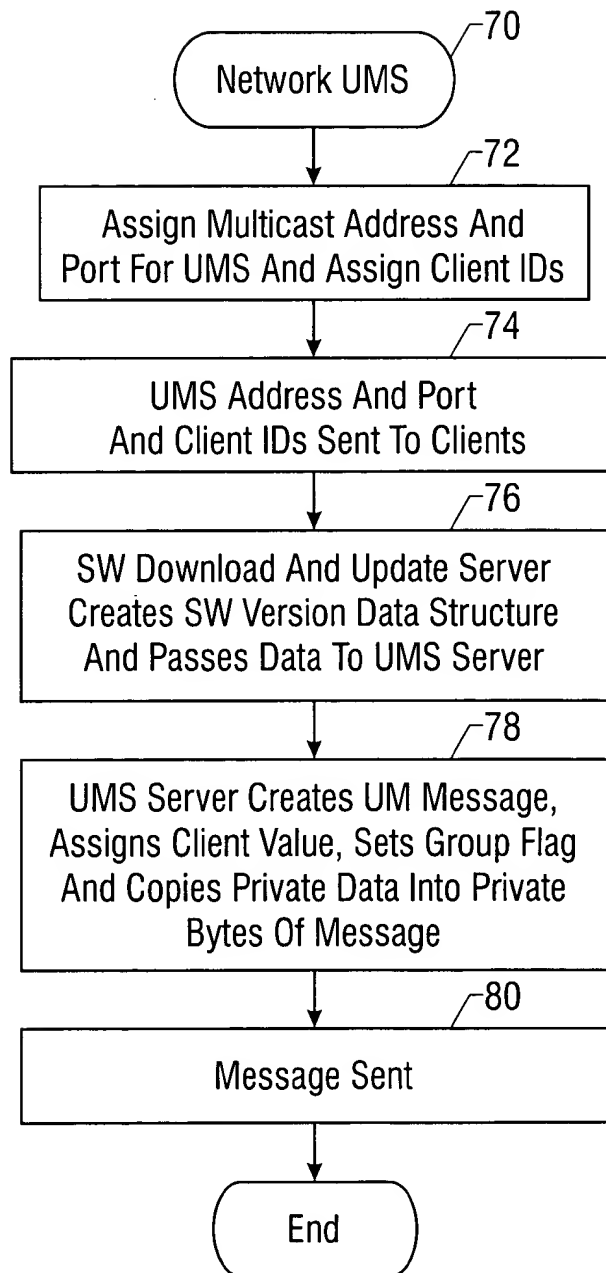 70
Network UMS
72
Assign Multicast Address And
Port For UMS And Assign Client IDs
74
UMS Address And Port
And Client IDs Sent To Clients
76
SW Download And Update Server
Creates SW Version Data Structure
And Passes Data To UMS Server
78
UMS Server Creates UM Message,
Assigns Client Value, Sets Group Flag
And Copies Private Data Into Private
Bytes Of Message
80
Message Sent
End